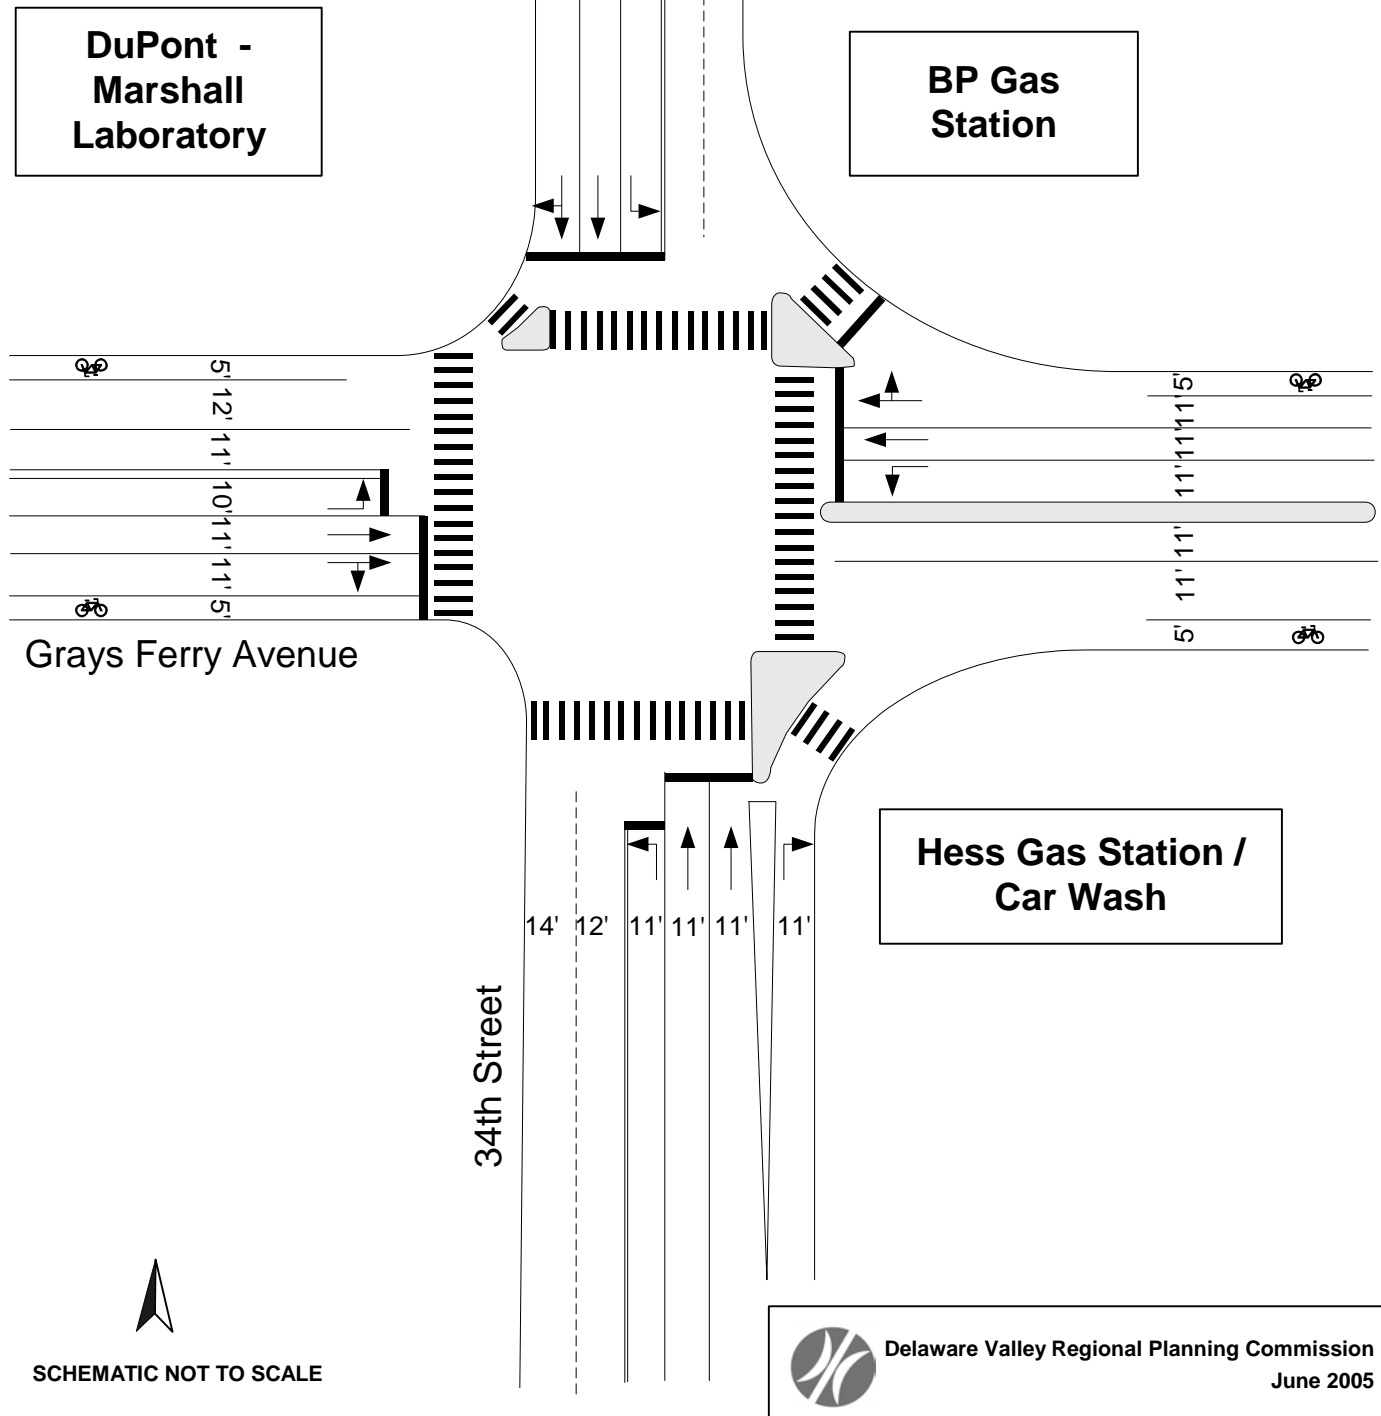 DuPont -
Marshall
Laboratory
BP Gas
Station
5'
12'
11'
10'
11'
11'
5'
5'
11'
11'
11'
11'
11'
5'
Grays Ferry Avenue
Hess Gas Station /
Car Wash
14' 12' 11' 11' 11' 11'
34th Street
SCHEMATIC NOT TO SCALE
Delaware Valley Regional Planning Commission
June 2005